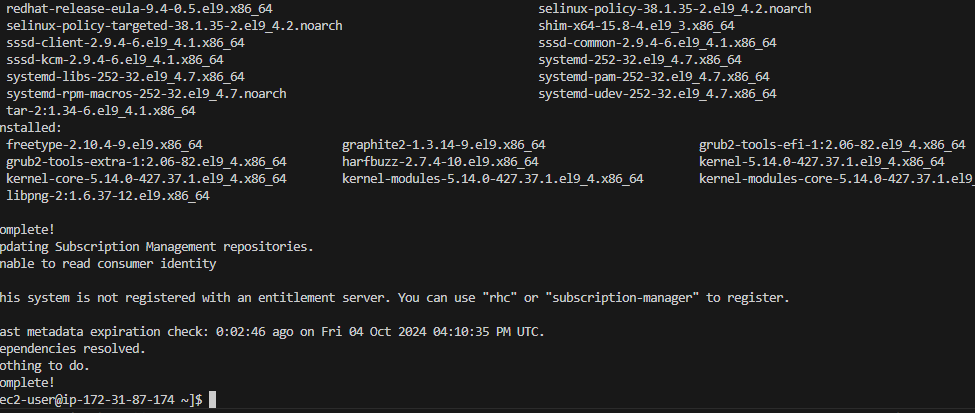 redhat-release-eula-9.4-0.5.el9.x86_64 selinux-policy-38.1.35-2.el9_4.2.noarch
selinux-policy-targeted-38.1.35-2.el9_4.2.noarch shim-x64-15.8-4.el9_3.x86_64
sssd-client-2.9.4-6.el9_4.1.x86_64 sssd-common-2.9.4-6.el9_4.1.x86_64
sssd-kcm-2.9.4-6.el9_4.1.x86_64 systemd-252-32.el9_4.7.x86_64
systemd-libs-252-32.el9_4.7.x86_64 systemd-pam-252-32.el9_4.7.x86_64
systemd-rpm-macros-252-32.el9_4.7.noarch systemd-udev-252-32.el9_4.7.x86_64
tar-2:1.34-6.el9_4.1.x86_64
nstalled:
freetype-2.10.4-9.el9.x86_64 graphite2-1.3.14-9.el9.x86_64 grub2-tools-efi-1:2.06-82.el9_4.x86_64
grub2-tools-extra-1:2.06-82.el9_4.x86_64 harfbuzz-2.7.4-10.el9.x86_64 kernel-5.14.0-427.37.1.el9_4.x86_64
kernel-core-5.14.0-427.37.1.el9_4.x86_64 kernel-modules-5.14.0-427.37.1.el9_4.x86_64 kernel-modules-core-5.14.0-427.37.1.el9_
libpng-2:1.6.37-12.el9.x86_64
omplete!
pdating Subscription Management repositories.
nable to read consumer identity
his system is not registered with an entitlement server. You can use "rhc" or "subscription-manager" to register.
ast metadata expiration check: 0:02:46 ago on Fri 04 Oct 2024 04:10:35 PM UTC.
ependencies resolved.
othing to do.
omplete!
ec2-user@ip-172-31-87-174 ~]$